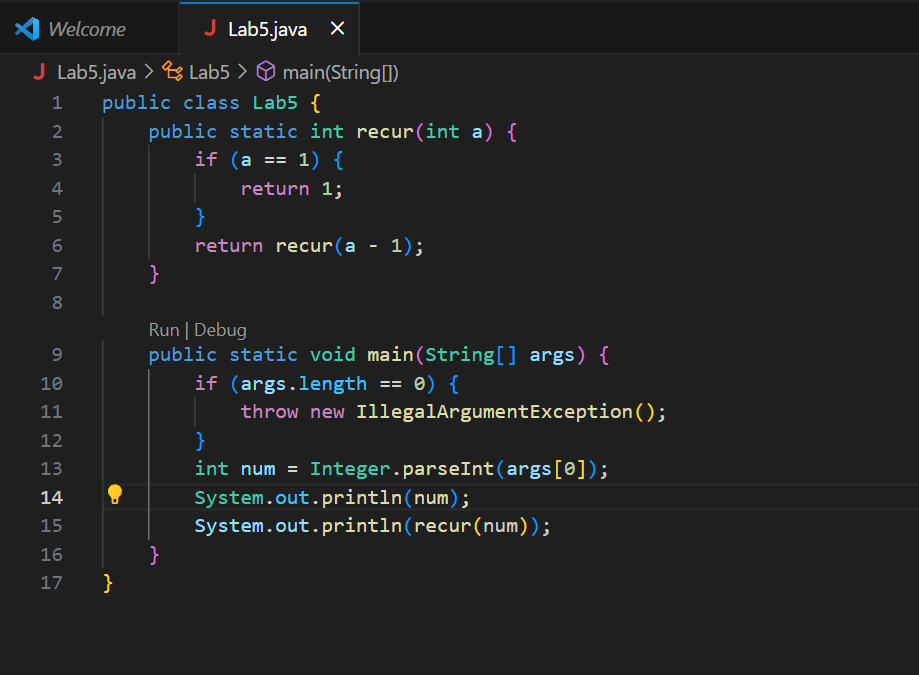 Welcome
J Lab5.java ×
J Lab5.java > Lab5 > main(String[])
1 public class Lab5 {
2 public static int recur(int a) {
3 if (a == 1) {
4 return 1;
5 }
6 return recur(a - 1);
7 }
8
Run | Debug
9 public static void main(String[] args) {
10 if (args.length == 0) {
11 throw new IllegalArgumentException();
12 }
13 int num = Integer.parseInt(args[0]);
14 System.out.println(num);
15 System.out.println(recur(num));
16 }
17 }